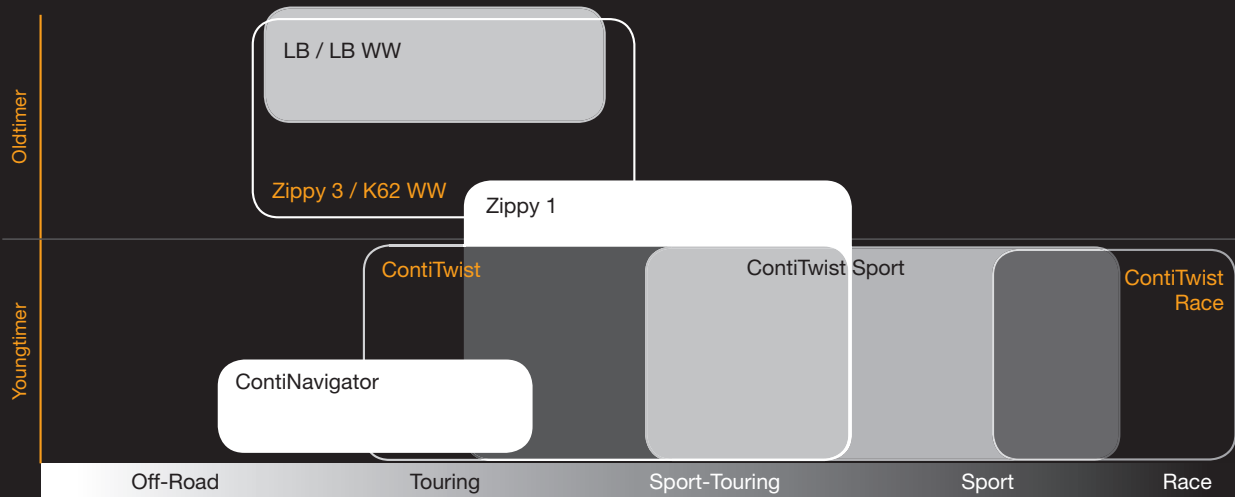 Oldtimer
LB / LB WW
Zippy 3 / K62 WW
Zippy 1
Youngtimer
ContiTwist
ContiTwist Sport
ContiTwist
Race
ContiNavigator
Off-Road
Touring
Sport-Touring
Sport
Race